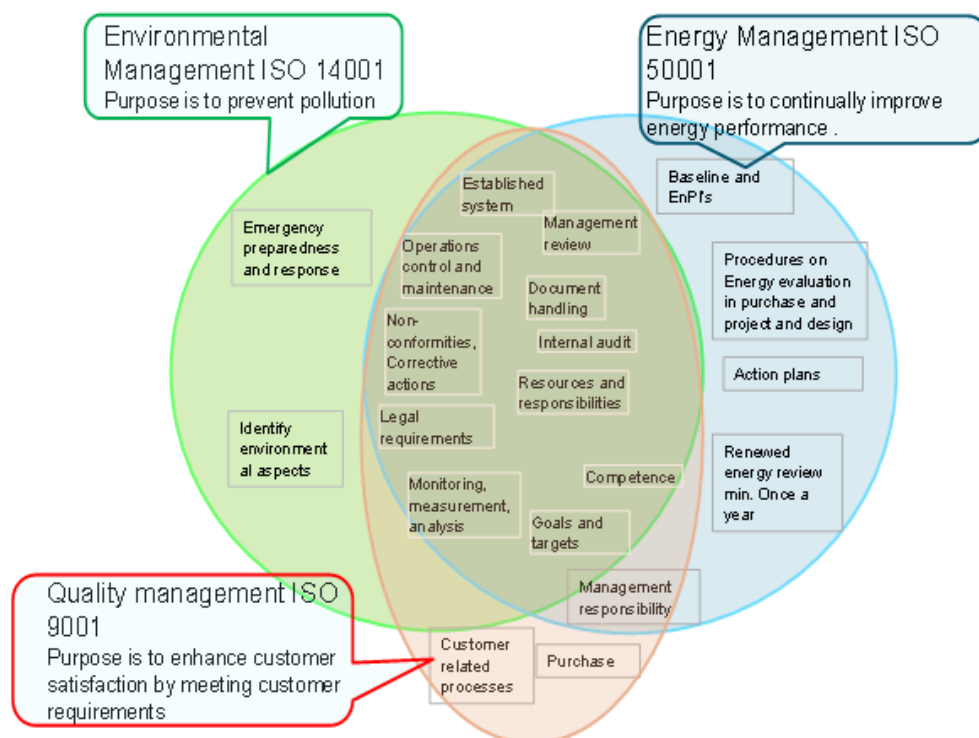 Environmental
Management ISO 14001
Purpose is to prevent pollution
Energy Management ISO
50001
Purpose is to continually improve
energy performance .
Established
system
Baseline and
EnPI's
Emergency
preparedness
and response
Management
review
Operations
control and
maintenance
Procedures on
Energy evaluation
in purchase and
project and design
Document
handling
Non-
conformities,
Corrective
actions
Internal audit
Resources and
responsibilities
Action plans
Legal
requirements
Identify
environment
al aspects
Renewed
energy review
min. Once a
year
Competence
Monitoring,
measurement,
analysis
Goals and
targets
Management
responsibility
Quality management ISO
9001
Purpose is to enhance customer
satisfaction by meeting customer
requirements
Customer
related
processes
Purchase